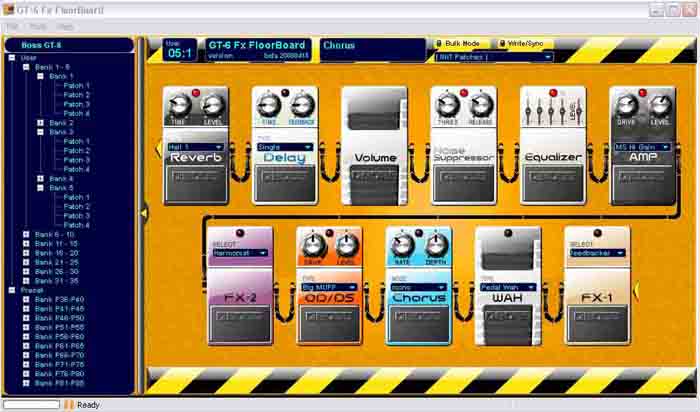 GT-6 Fx FloorBoard
File Tools Help
Boss GT-6
User
Bank 1 - 5
Bank 1
Patch 1
Patch 2
Patch 3
Patch 4
Bank 2
Bank 3
Patch 1
Patch 2
Patch 3
Patch 4
Bank 4
Bank 5
Patch 1
Patch 2
Patch 3
Patch 4
Bank 6 - 10
Bank 11 - 15
Bank 16 - 20
Bank 21 - 25
Bank 26 - 30
Bank 31 - 35
Preset
Bank P36-P40
Bank P41-P45
Bank P46-P50
Bank P51-P55
Bank P56-P60
Bank P61-P65
Bank P66-P70
Bank P71-P75
Bank P76-P80
Bank P81-P85
User
05:1
GT-6 Fx FloorBoard
version
beta 20080415
Chorus
Bulk Mode
Write/Sync
[ INIT Patches ]
TIME LEVEL
Hall 1
Reverb
TIME FEEDBACK
TYPE
Single
Delay
Volume
THRES RELEASE
Noise
Suppressor
LEVEL
Equalizer
DRIVE LEVEL
MS Hi Gain
AMP
SELECT
Harmonist
FX-2
DRIVE LEVEL
TYPE
Big MUFF
OD/DS
RATE DEPTH
MODE
mono
Chorus
TYPE
Pedal Wah
WAH
SELECT
feedbacker
FX-1
Ready